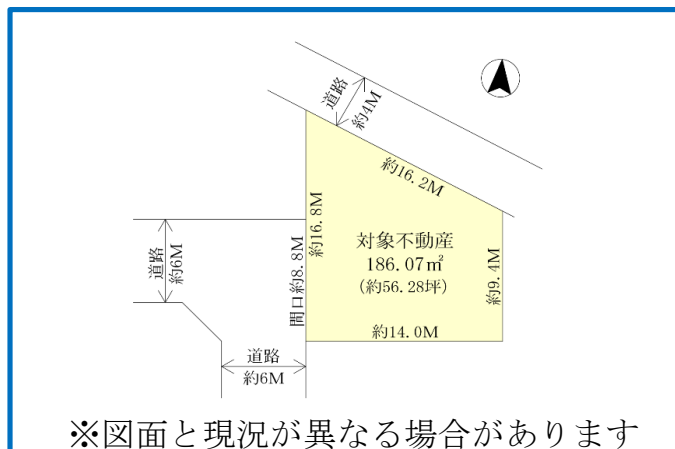 道路
約4M
約16.2M
約16.8M
対象不動産
186.07㎡
(約56.28坪)
約9.4M
道路
約6M
間口約8.8M
約14.0M
道路
約6M
※図面と現況が異なる場合があります